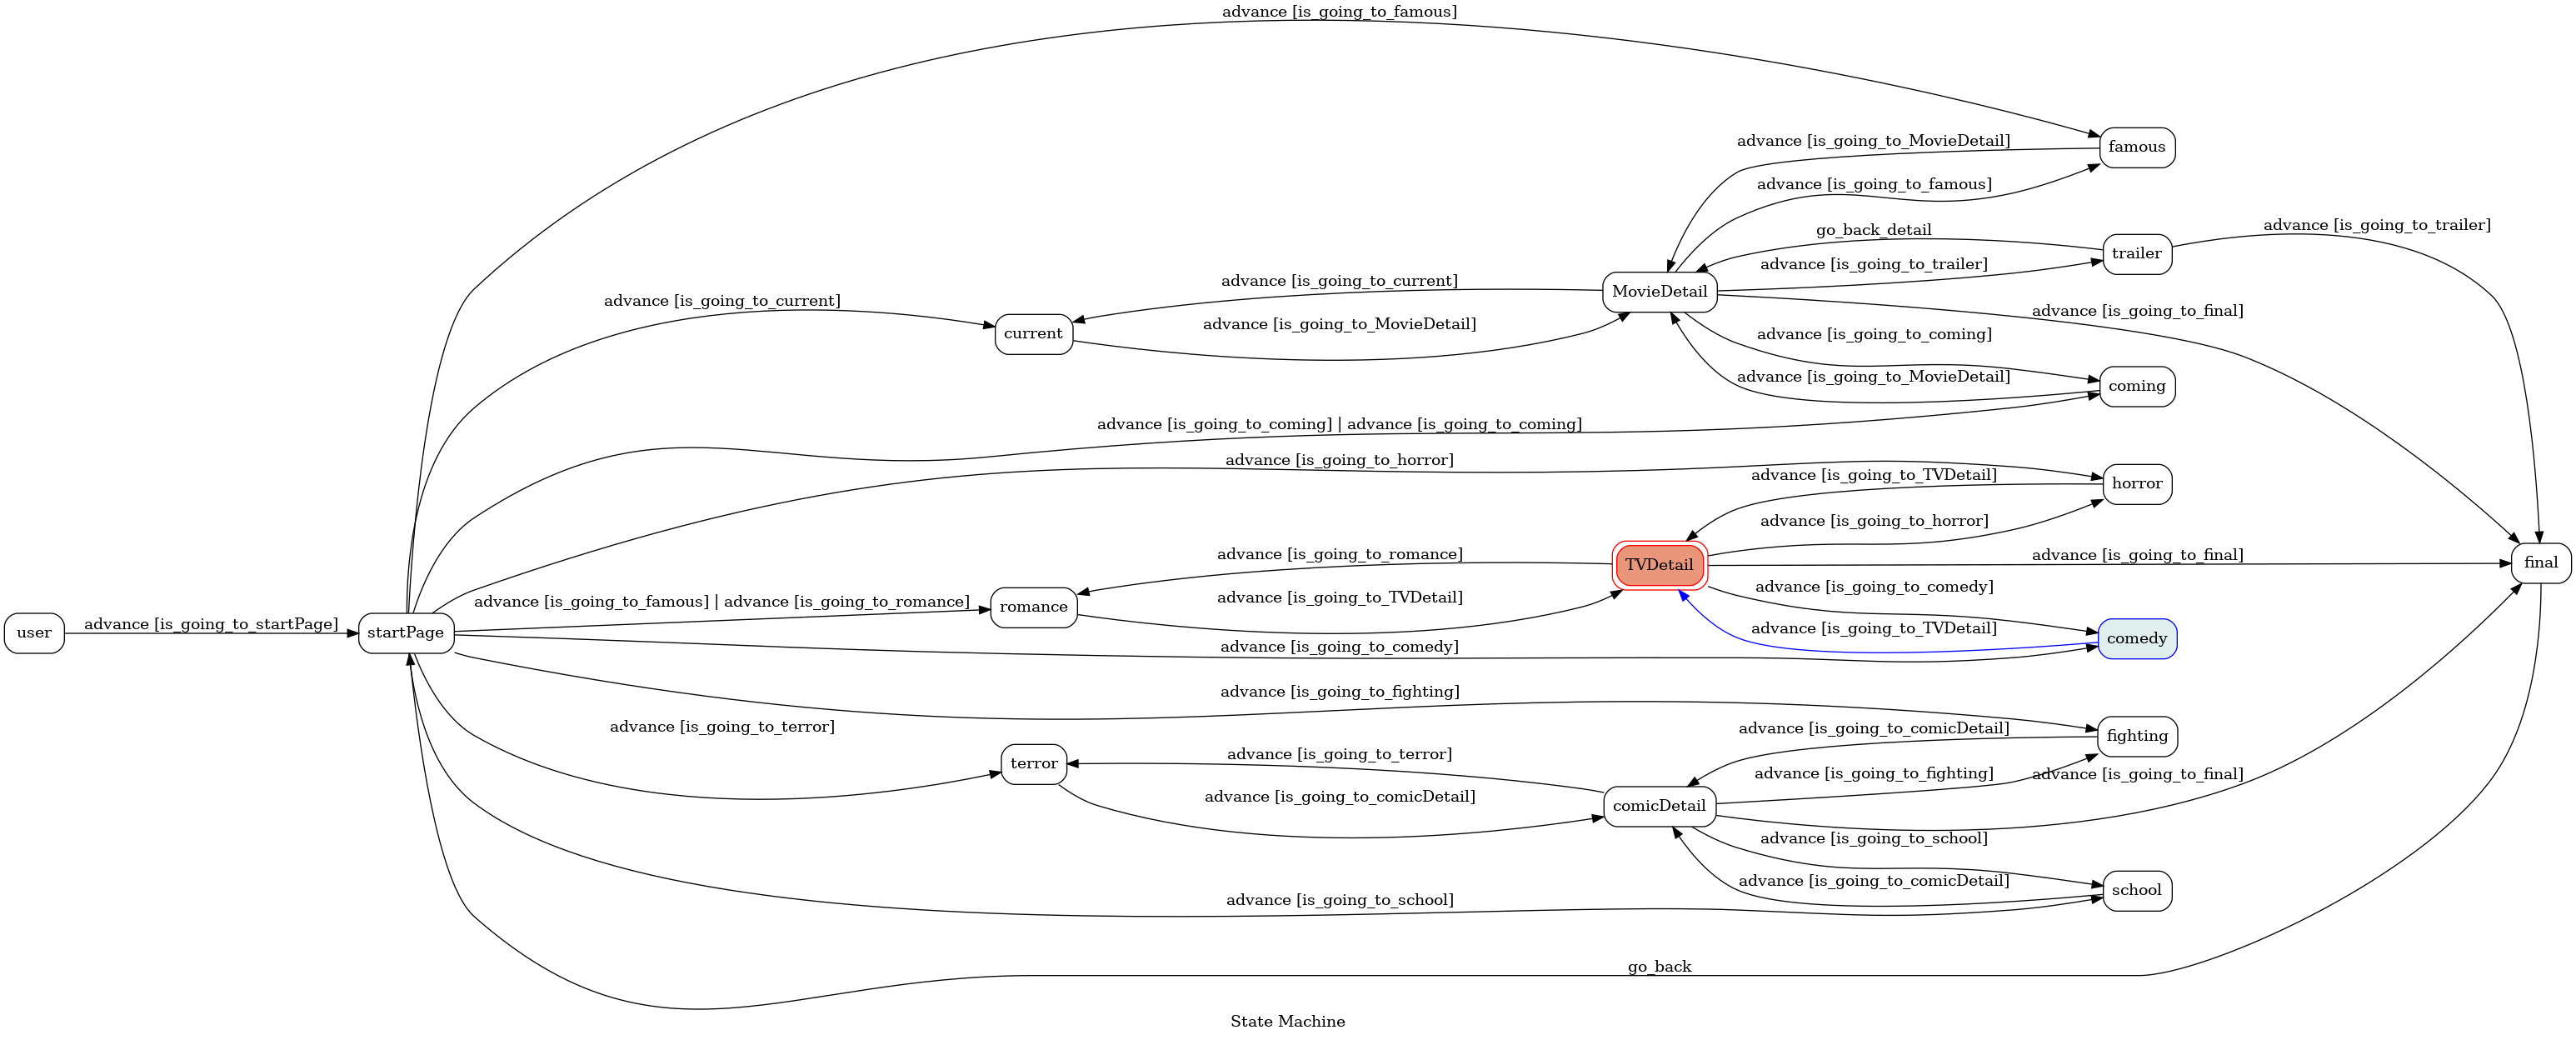 advance [is_going_to_famous]
advance [is_going_to_MovieDetail]
famous
advance [is_going_to_famous]
advance [is_going_to_trailer]
go_back_detail
trailer
advance [is_going_to_trailer]
advance [is_going_to_current]
advance [is_going_to_current]
MovieDetail
advance [is_going_to_final]
current
advance [is_going_to_MovieDetail]
advance [is_going_to_coming]
advance [is_going_to_MovieDetail]
coming
advance [is_going_to_coming] | advance [is_going_to_coming]
advance [is_going_to_horror]
advance [is_going_to_TVDetail]
horror
advance [is_going_to_horror]
advance [is_going_to_romance]
TVDetail
advance [is_going_to_final]
final
advance [is_going_to_comedy]
advance [is_going_to_famous] | advance [is_going_to_romance]
romance
advance [is_going_to_TVDetail]
user
advance [is_going_to_startPage]
startPage
advance [is_going_to_TVDetail]
comedy
advance [is_going_to_comedy]
advance [is_going_to_fighting]
advance [is_going_to_terror]
advance [is_going_to_comicDetail]
fighting
terror
advance [is_going_to_terror]
advance [is_going_to_fighting]
advance [is_going_to_final]
advance [is_going_to_comicDetail]
comicDetail
advance [is_going_to_school]
advance [is_going_to_comicDetail]
school
advance [is_going_to_school]
go_back
State Machine